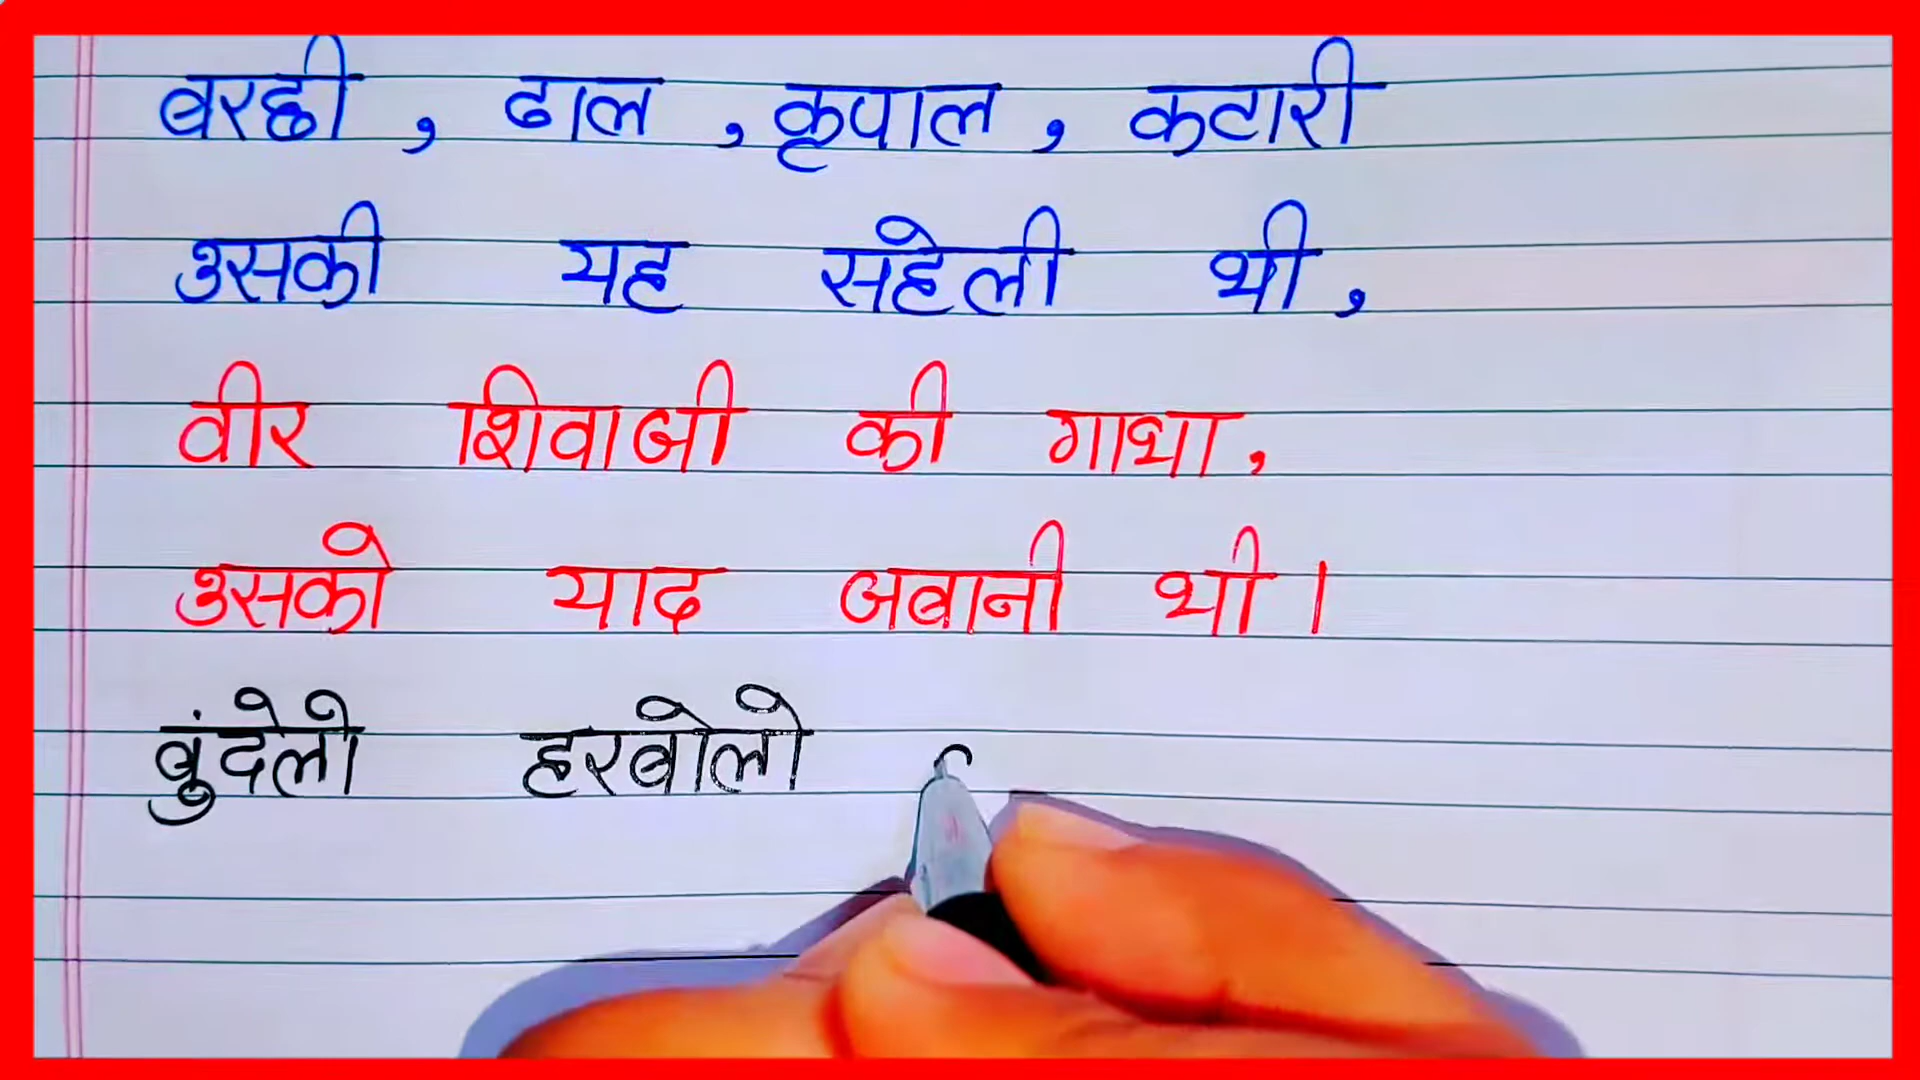 बरछी , ढाल , कृपाल , कटारी
उसकी यह सहेली थी ,
वीर शिवाजी की गाथा ,
उसको याद जबानी थी ।
बुंदेलो हरबोलो